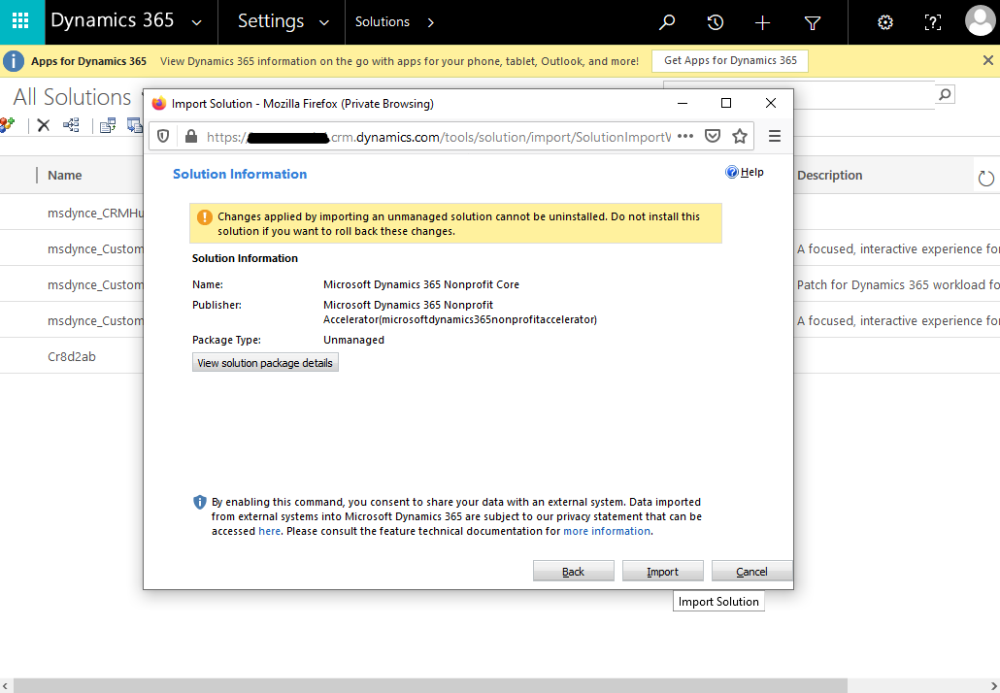 Dynamics 365 Settings Solutions
Apps for Dynamics 365 View Dynamics 365 information on the go with apps for your phone, tablet, Outlook, and more! Get Apps for Dynamics 365
All Solutions
Import Solution - Mozilla Firefox (Private Browsing)
https:/ crm.dynamics.com/tools/solution/import/SolutionImportW
Solution Information
Help
Name
Description
Changes applied by importing an unmanaged solution cannot be uninstalled. Do not install this
solution if you want to roll back these changes.
msdynce_CRMHu
msdynce_Custom
A focused, interactive experience for
msdynce_Custom
Patch for Dynamics 365 workload fo
msdynce_Custom
A focused, interactive experience for
Cr8d2ab
Solution Information
Name: Microsoft Dynamics 365 Nonprofit Core
Publisher: Microsoft Dynamics 365 Nonprofit
Accelerator(microsoftdynamics365nonprofitaccelerator)
Package Type: Unmanaged
View solution package details
By enabling this command, you consent to share your data with an external system. Data imported
from external systems into Microsoft Dynamics 365 are subject to our privacy statement that can be
accessed here. Please consult the feature technical documentation for more information.
Back Import Cancel
Import Solution